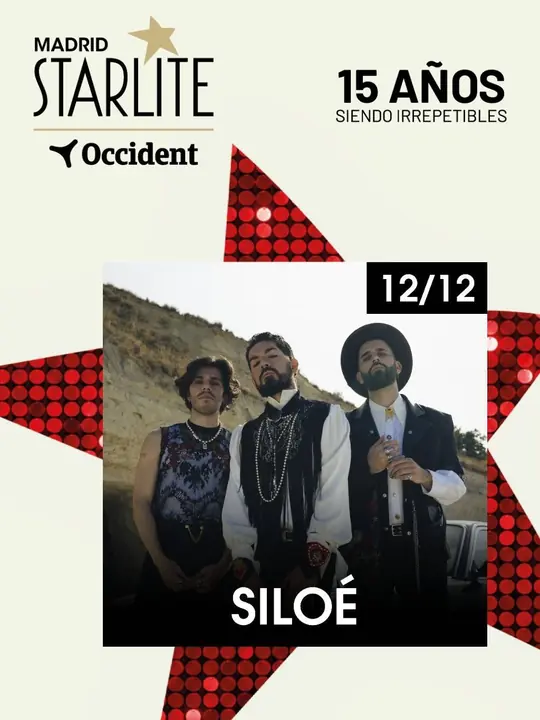 MADRID
STARLITE
Occident
15 AÑOS
SIENDO IRREPETIBLES
12/12
SILOÉ